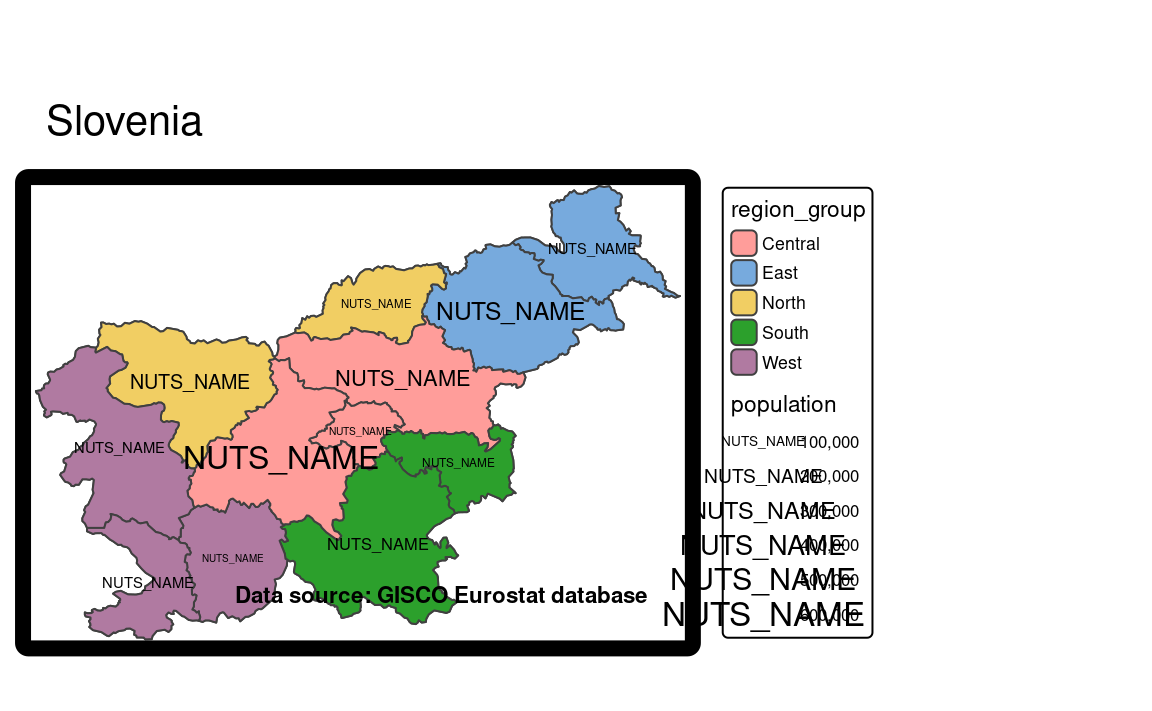 Slovenia
NUTS_NAME
NUTS_NAME
NUTS_NAME
NUTS_NAME
NUTS_NAME
NUTS_NAME
NUTS_NAME
NUTS_NAME
NUTS_NAME
NUTS_NAME
NUTS_NAME
NUTS_NAME
Data source: GISCO Eurostat database
region_group
Central
East
North
South
West
population
NUTS_NAME 100,000
NUTS_NAME 200,000
NUTS_NAME 300,000
NUTS_NAME 400,000
NUTS_NAME 500,000
NUTS_NAME 600,000